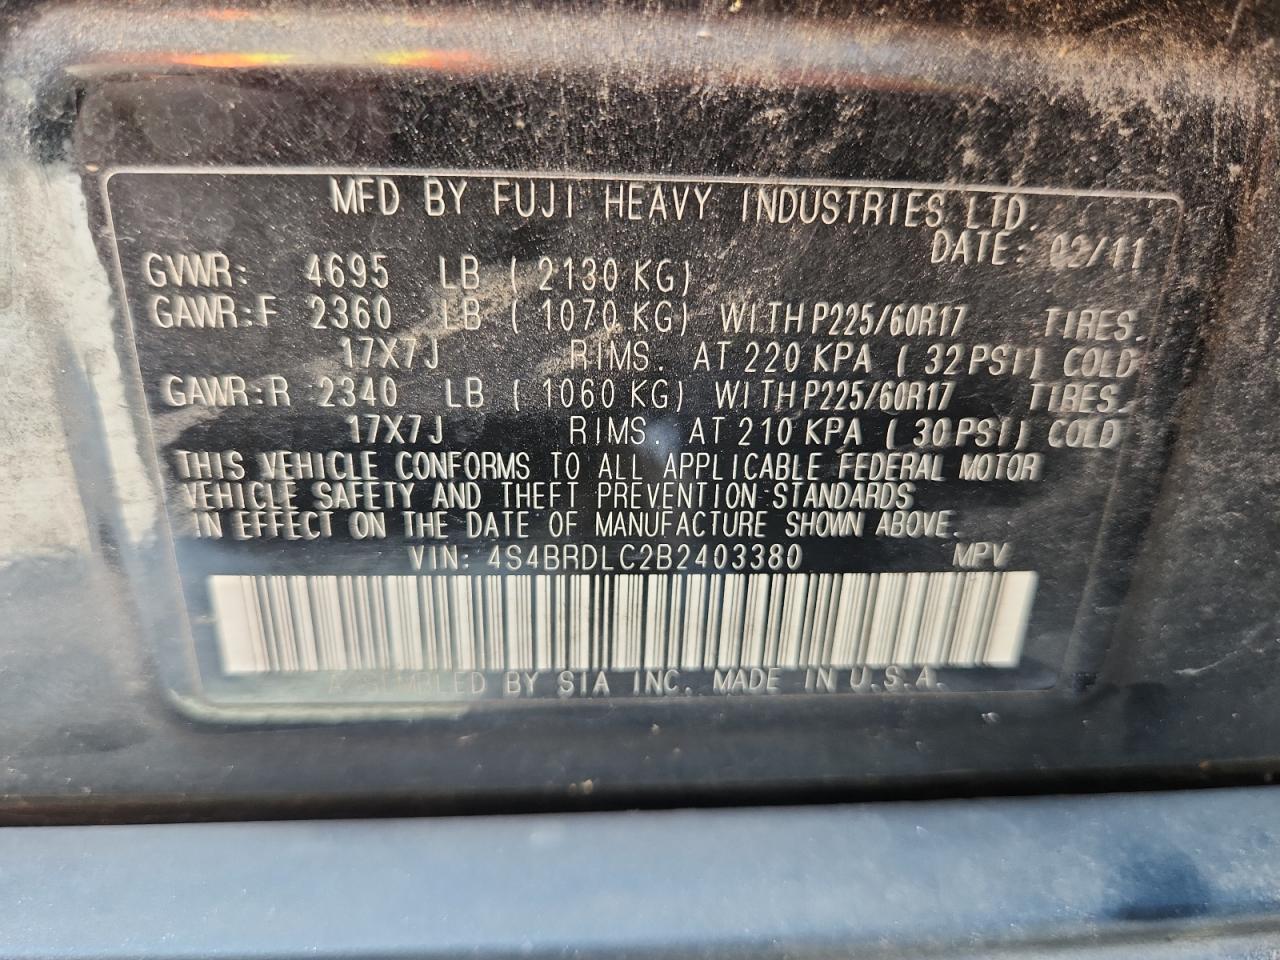 MFD BY FUJI HEAVY INDUSTRIES LTD.
DATE: 02/11
GVWR: 4695 LB ( 2130 KG)
GAWR:F 2360 LB ( 1070 KG) WITH P225/60R17 TIRES.
17X7J RIMS. AT 220 KPA ( 32 PSI) COLD
GAWR:R 2340 LB ( 1060 KG) WITH P225/60R17 TIRES.
17X7J RIMS. AT 210 KPA ( 30 PSI) COLD
THIS VEHICLE CONFORMS TO ALL APPLICABLE FEDERAL MOTOR
VEHICLE SAFETY AND THEFT PREVENTION STANDARDS
IN EFFECT ON THE DATE OF MANUFACTURE SHOWN ABOVE.
VIN: 4S4BRDLC2B2403380 MPV
ASSEMBLED BY SIA INC. MADE IN U.S.A.